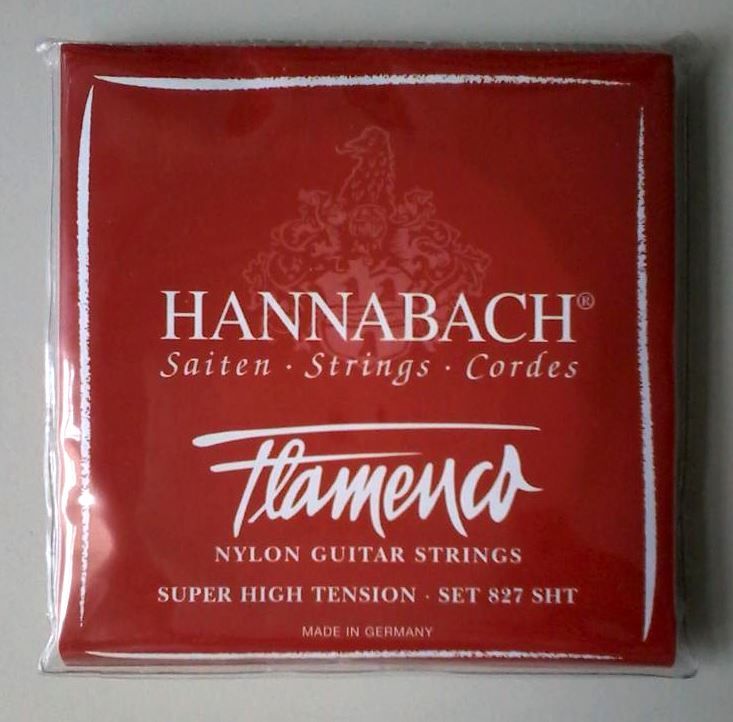 HANNABACH®
Saiten · Strings · Cordes
Flamenco
NYLON GUITAR STRINGS
SUPER HIGH TENSION · SET 827 SHT
MADE IN GERMANY